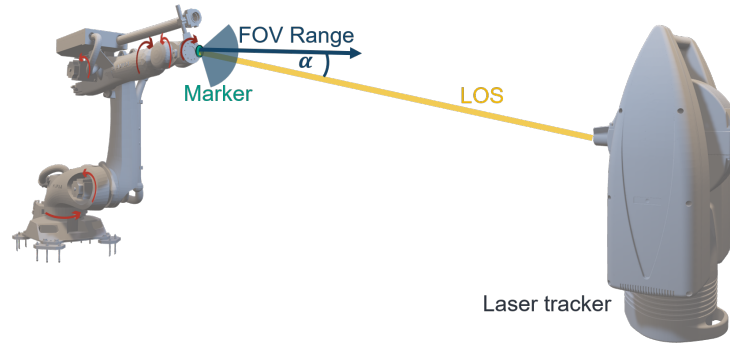 FOV Range
α
Marker
LOS
Laser tracker